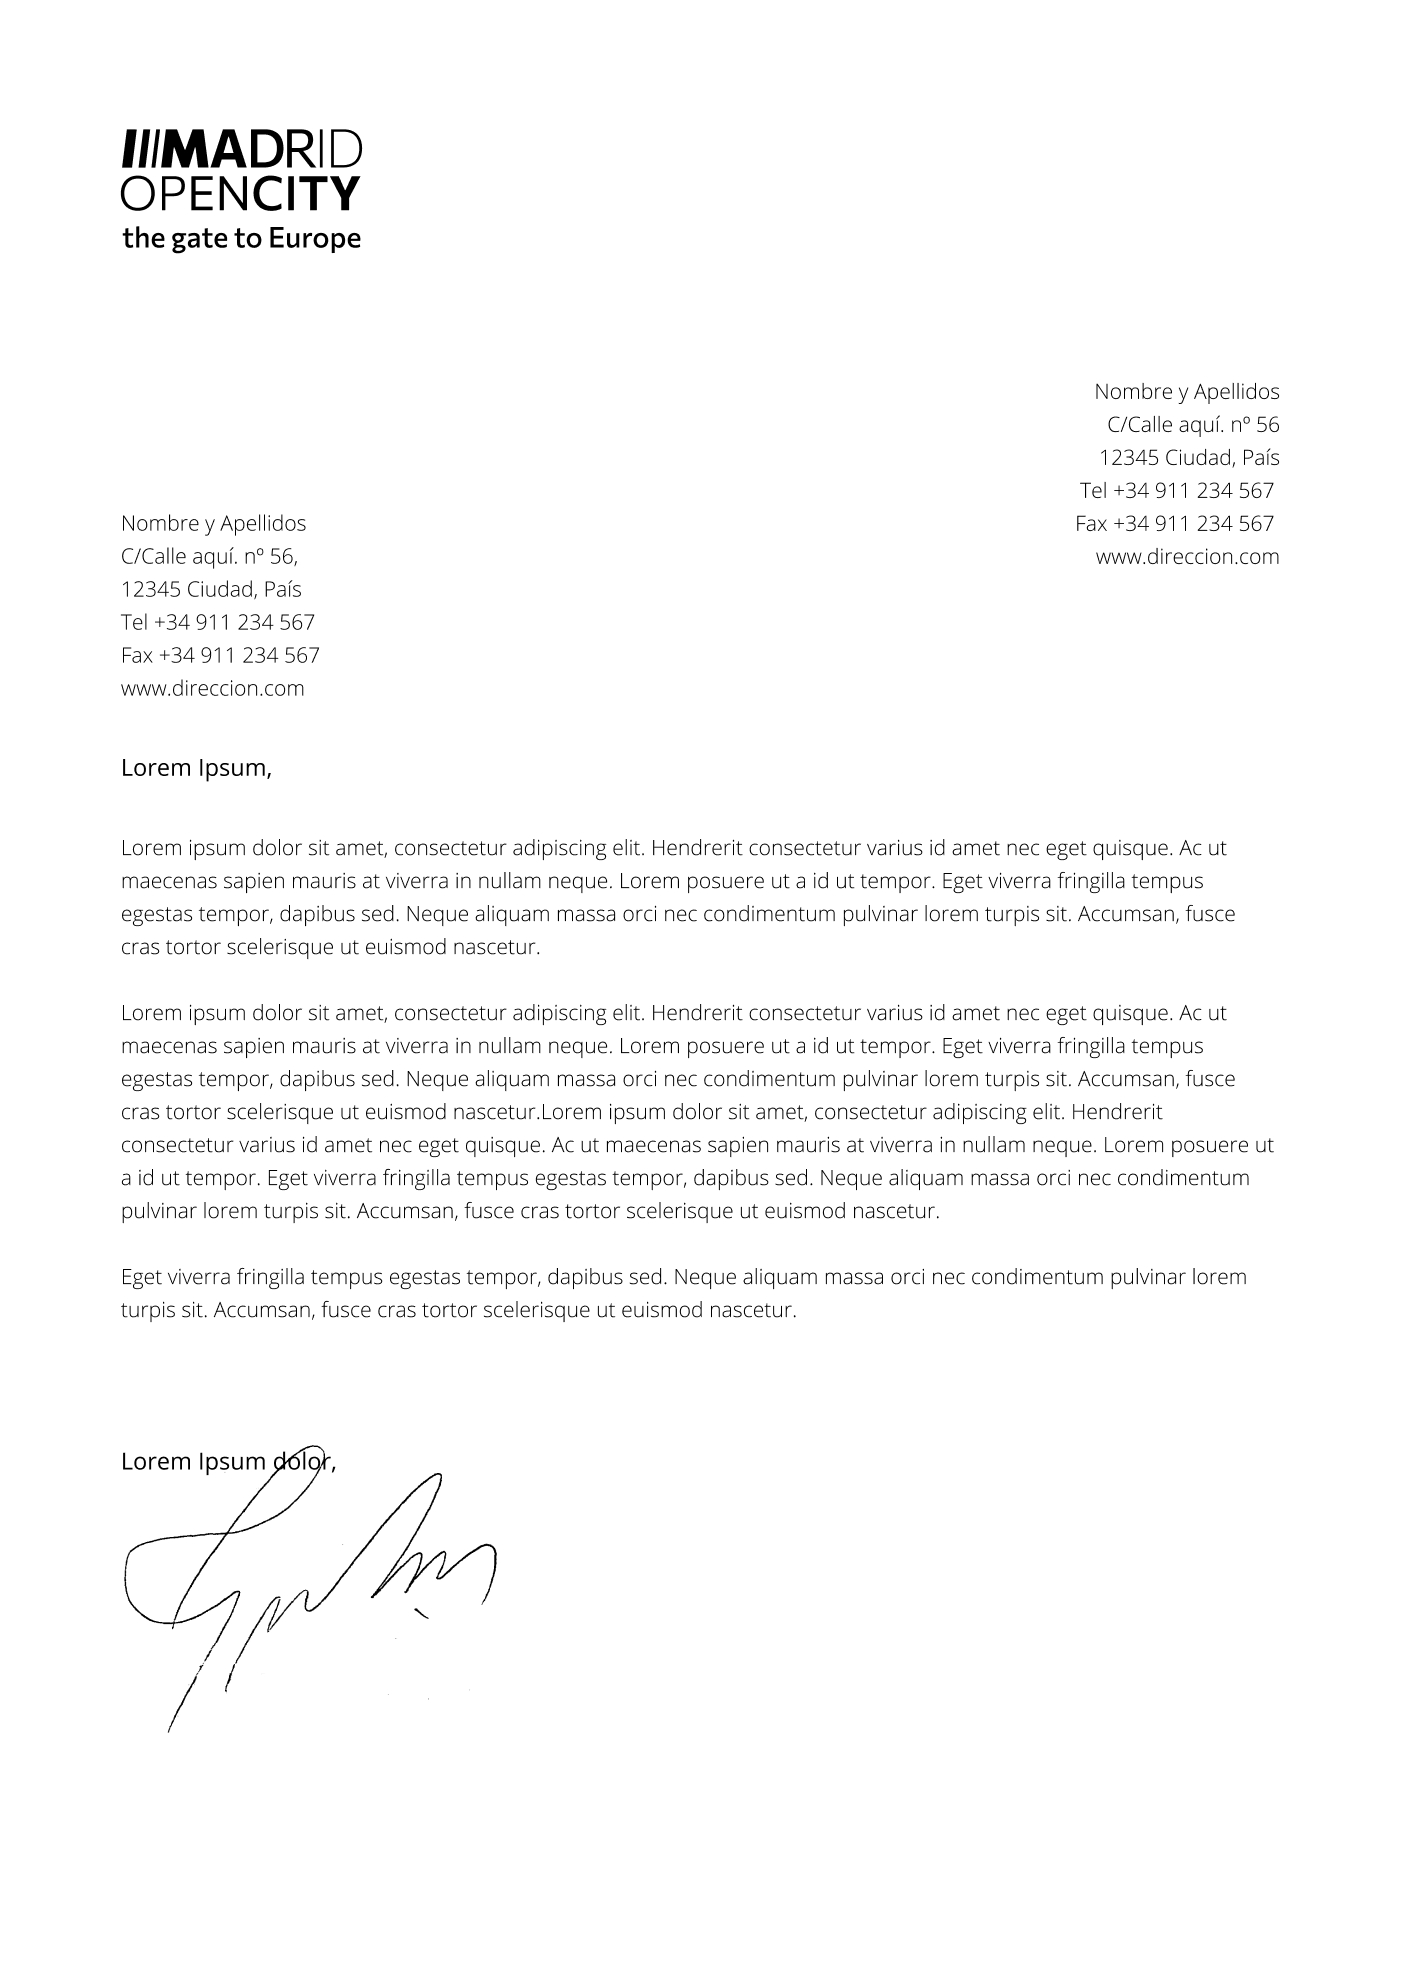 MADRID
OPENCITY
the gate to Europe
Nombre y Apellidos
C/Calle aquí. nº 56
12345 Ciudad, País
Tel +34 911 234 567
Fax +34 911 234 567
www.direccion.com
Nombre y Apellidos
C/Calle aquí. nº 56,
12345 Ciudad, País
Tel +34 911 234 567
Fax +34 911 234 567
www.direccion.com
Lorem Ipsum,
Lorem ipsum dolor sit amet, consectetur adipiscing elit. Hendrerit consectetur varius id amet nec eget quisque. Ac ut
maecenas sapien mauris at viverra in nullam neque. Lorem posuere ut a id ut tempor. Eget viverra fringilla tempus
egestas tempor, dapibus sed. Neque aliquam massa orci nec condimentum pulvinar lorem turpis sit. Accumsan, fusce
cras tortor scelerisque ut euismod nascetur.
Lorem ipsum dolor sit amet, consectetur adipiscing elit. Hendrerit consectetur varius id amet nec eget quisque. Ac ut
maecenas sapien mauris at viverra in nullam neque. Lorem posuere ut a id ut tempor. Eget viverra fringilla tempus
egestas tempor, dapibus sed. Neque aliquam massa orci nec condimentum pulvinar lorem turpis sit. Accumsan, fusce
cras tortor scelerisque ut euismod nascetur.Lorem ipsum dolor sit amet, consectetur adipiscing elit. Hendrerit
consectetur varius id amet nec eget quisque. Ac ut maecenas sapien mauris at viverra in nullam neque. Lorem posuere ut
a id ut tempor. Eget viverra fringilla tempus egestas tempor, dapibus sed. Neque aliquam massa orci nec condimentum
pulvinar lorem turpis sit. Accumsan, fusce cras tortor scelerisque ut euismod nascetur.
Eget viverra fringilla tempus egestas tempor, dapibus sed. Neque aliquam massa orci nec condimentum pulvinar lorem
turpis sit. Accumsan, fusce cras tortor scelerisque ut euismod nascetur.
Lorem Ipsum dolor,